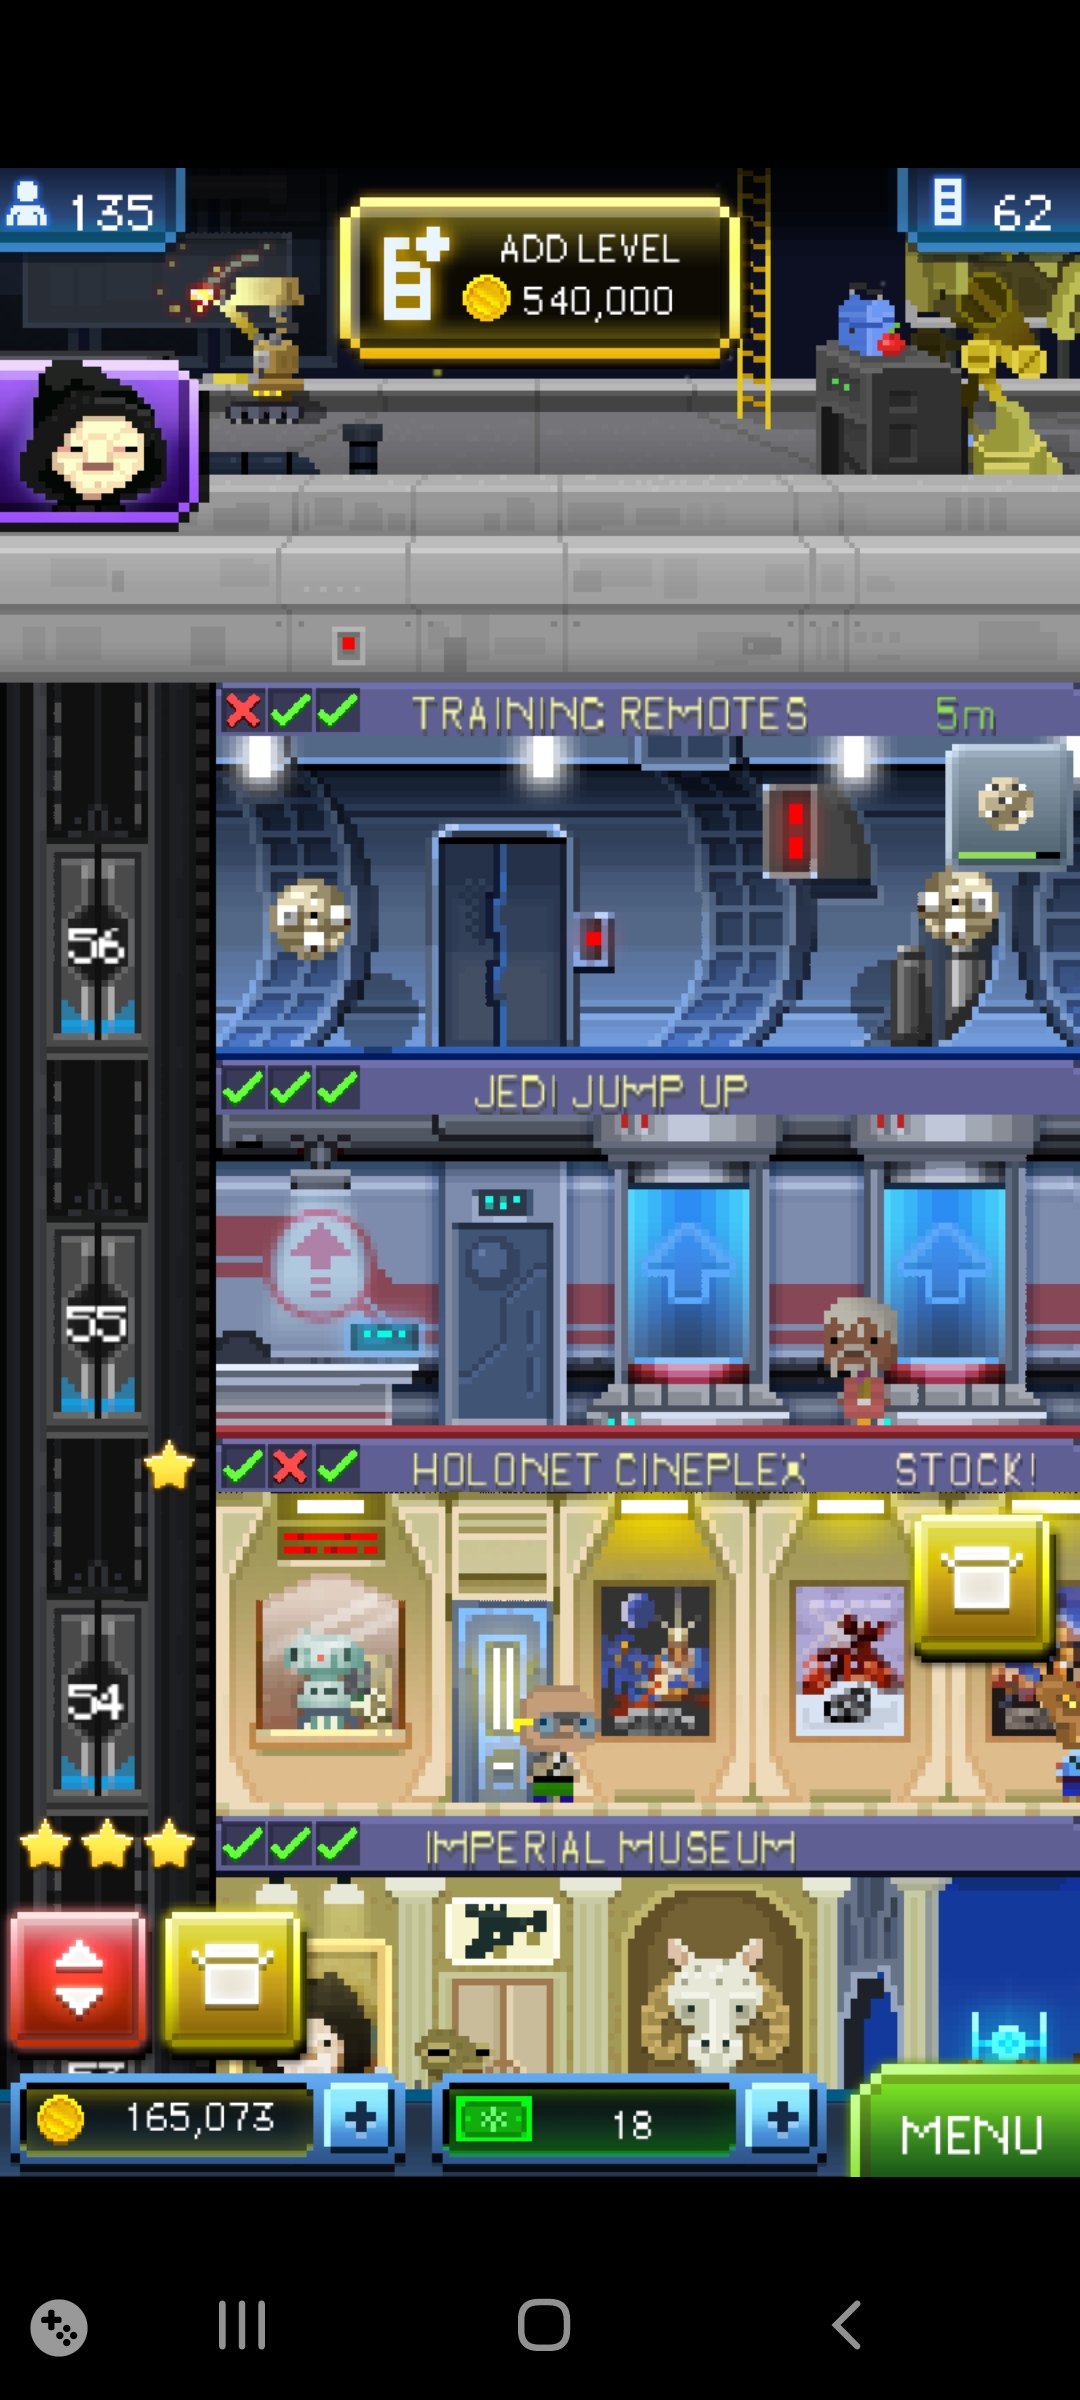 135
ADD LEVEL
540,000
62
TRAINING REMOTES 5m
56
JEDI JUMP UP
55
HOLONET CINEPLEX STOCK!
54
IMPERIAL MUSEUM
165,073
18
MENU